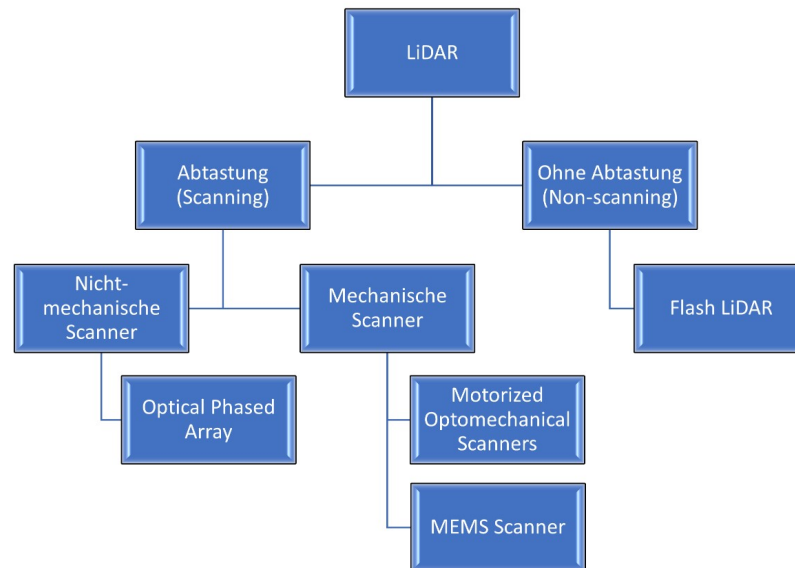 LiDAR
Abtastung
(Scanning)
Ohne Abtastung
(Non-scanning)
Nicht-
mechanische
Scanner
Mechanische
Scanner
Flash LiDAR
Optical Phased
Array
Motorized
Optomechanical
Scanners
MEMS Scanner